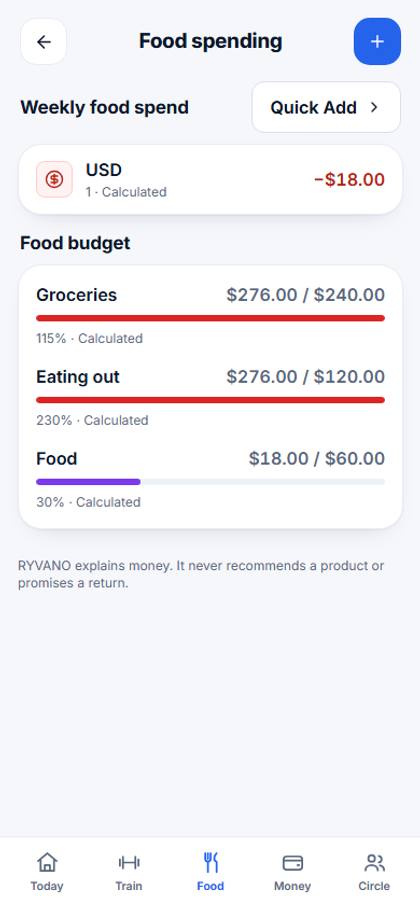 Food spending
Weekly food spend
Quick Add
USD
−$18.00
1 · Calculated
Food budget
Groceries
$276.00 / $240.00
115% · Calculated
Eating out
$276.00 / $120.00
230% · Calculated
Food
$18.00 / $60.00
30% · Calculated
RYVANO explains money. It never recommends a product or
promises a return.
Today
Train
Food
Money
Circle